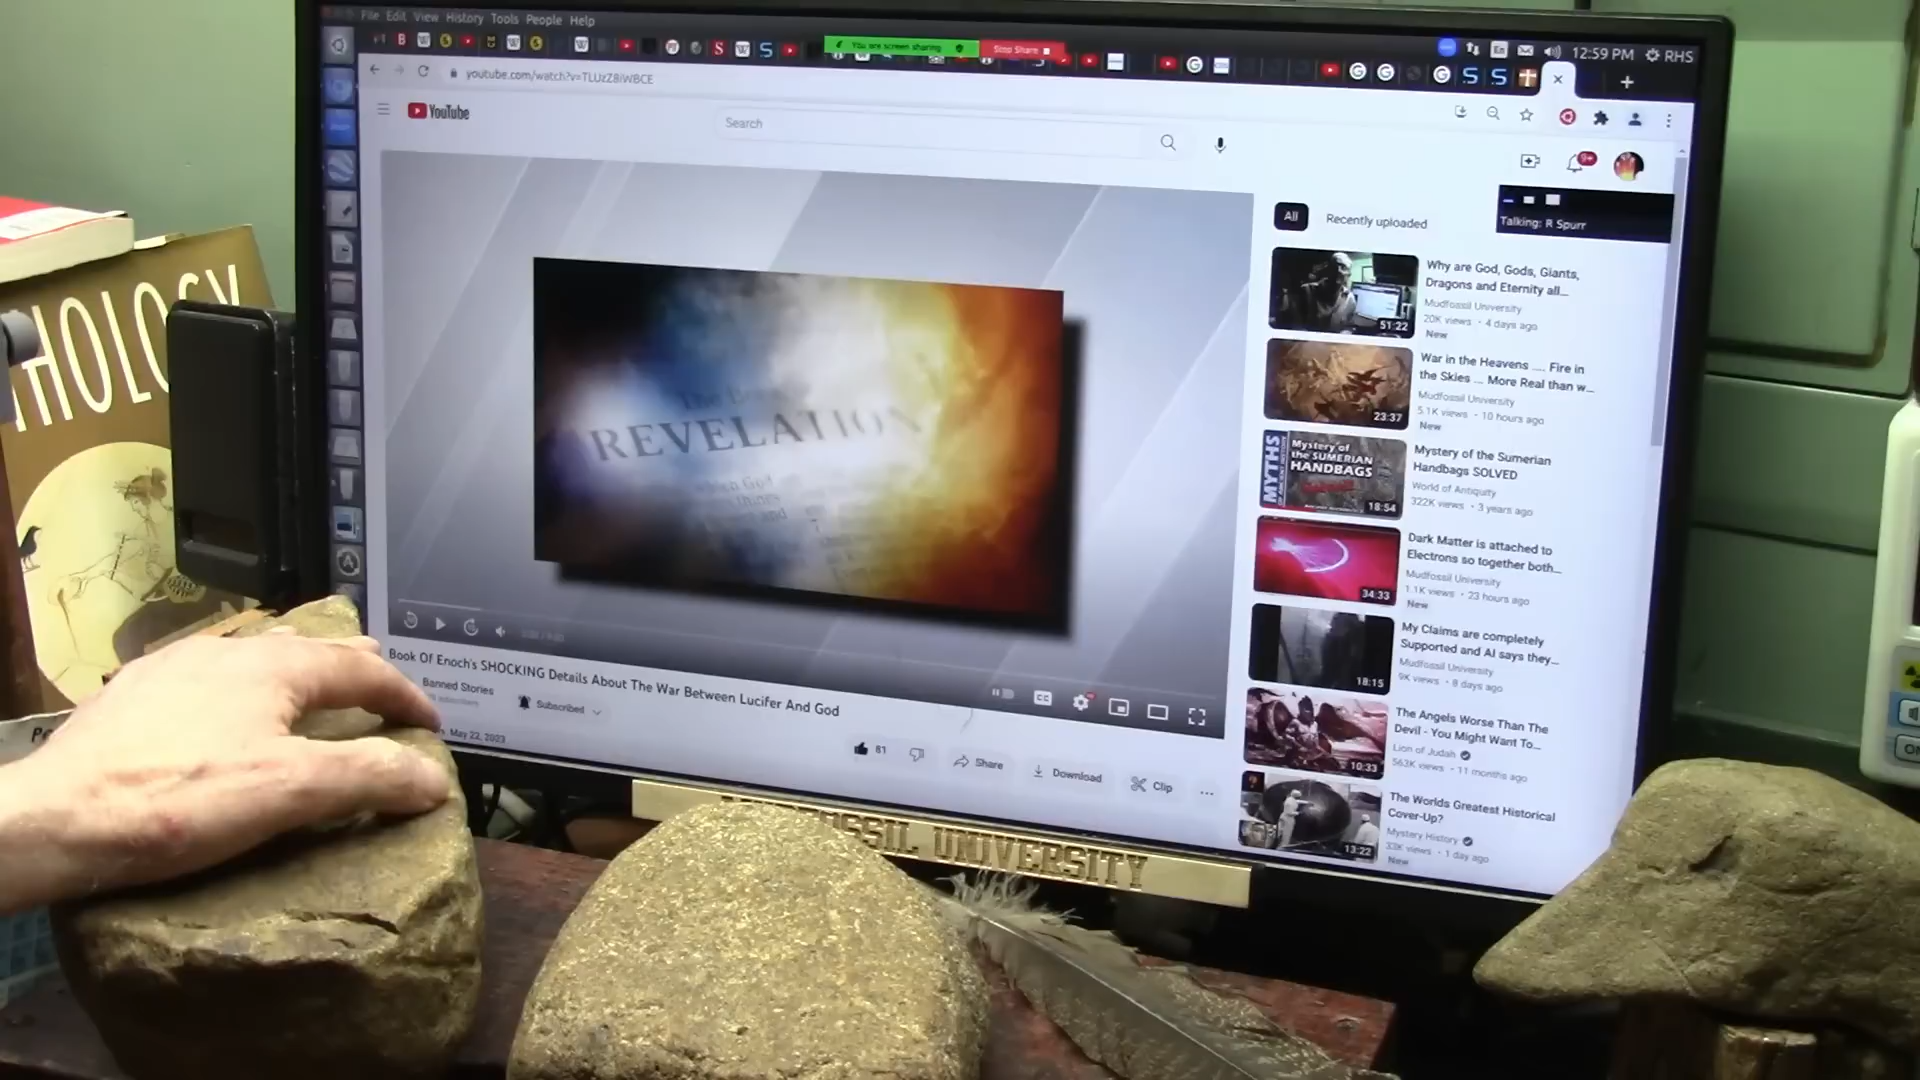 File Edit View History Tools People Help
You are screen sharing
Stop Share
12:59 PM
RHS
youtube.com/watch?v=TLUzZ8iWBCE
YouTube
Search
9+
Talking: R Spurr
All
Recently uploaded
REVELATION
which God
things
and
Book Of Enoch's SHOCKING Details About The War Between Lucifer And God
Banned Stories
Subscribed
May 22, 2023
81
Share
Download
Clip
CC
Why are God, Gods, Giants,
Dragons and Eternity all...
Mudfossil University
20K views • 4 days ago
New
51:22
War in the Heavens .... Fire in
the Skies ... More Real than w...
Mudfossil University
5.1K views • 10 hours ago
New
23:37
MYTHS
Mystery of
the SUMERIAN
HANDBAGS
18:54
Mystery of the Sumerian
Handbags SOLVED
World of Antiquity
322K views • 3 years ago
Dark Matter is attached to
Electrons so together both...
Mudfossil University
1.1K views • 23 hours ago
New
34:33
My Claims are completely
Supported and AI says they...
Mudfossil University
9K views • 8 days ago
18:15
The Angels Worse Than The
Devil - You Might Want To...
Lion of Judah
563K views • 11 months ago
10:33
The Worlds Greatest Historical
Cover-Up?
Mystery History
33K views • 1 day ago
New
13:22
OSSIL UNIVERSITY
THOLOGY